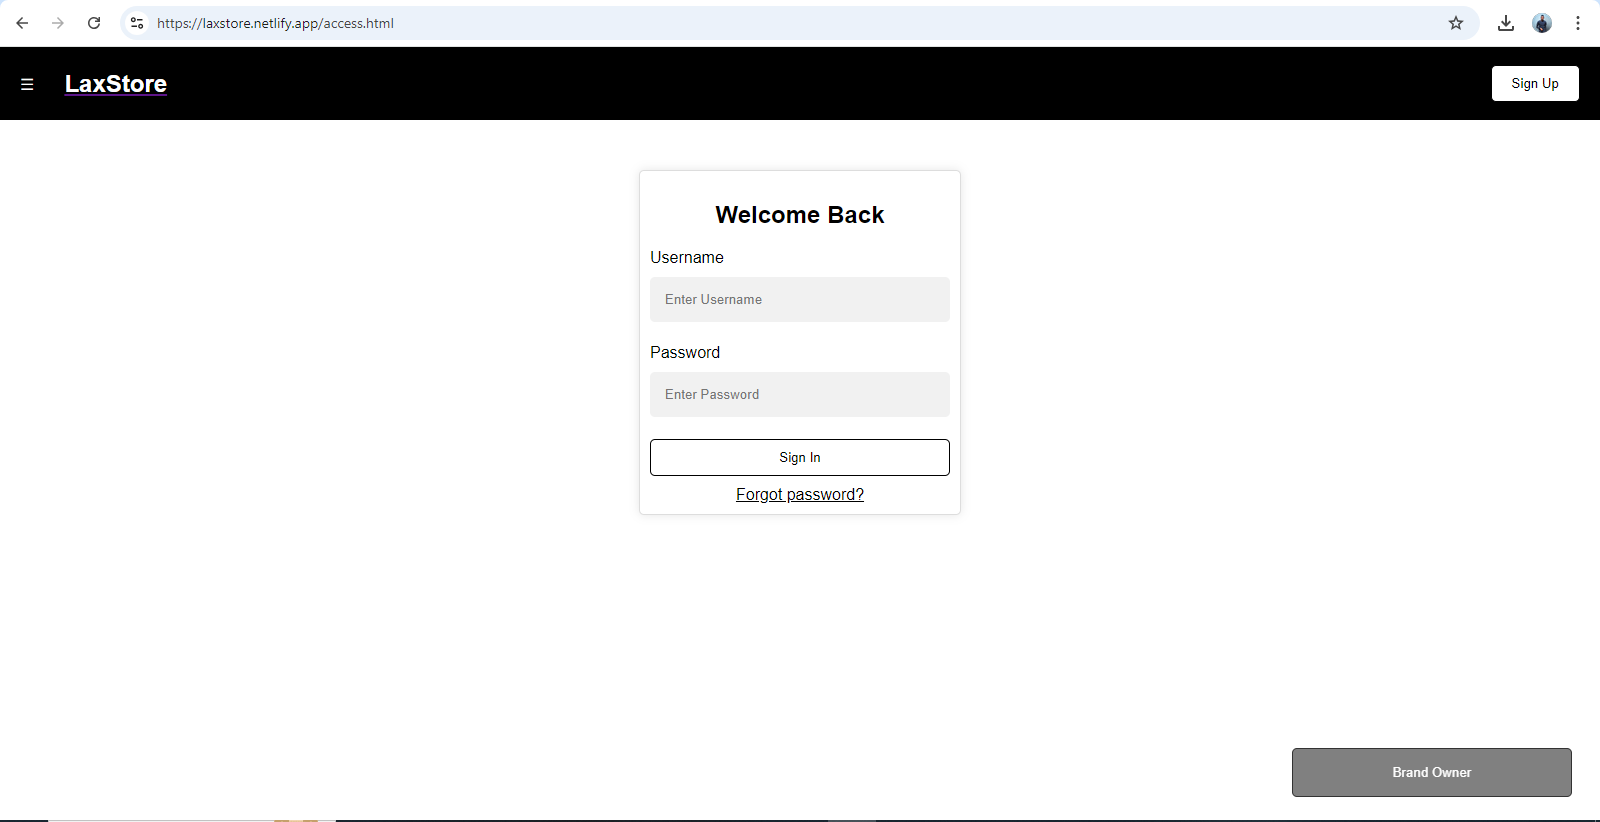 https://laxstore.netlify.app/access.html
☰ LaxStore
Sign Up
Welcome Back
Username
Enter Username
Password
Enter Password
Sign In
Forgot password?
Brand Owner